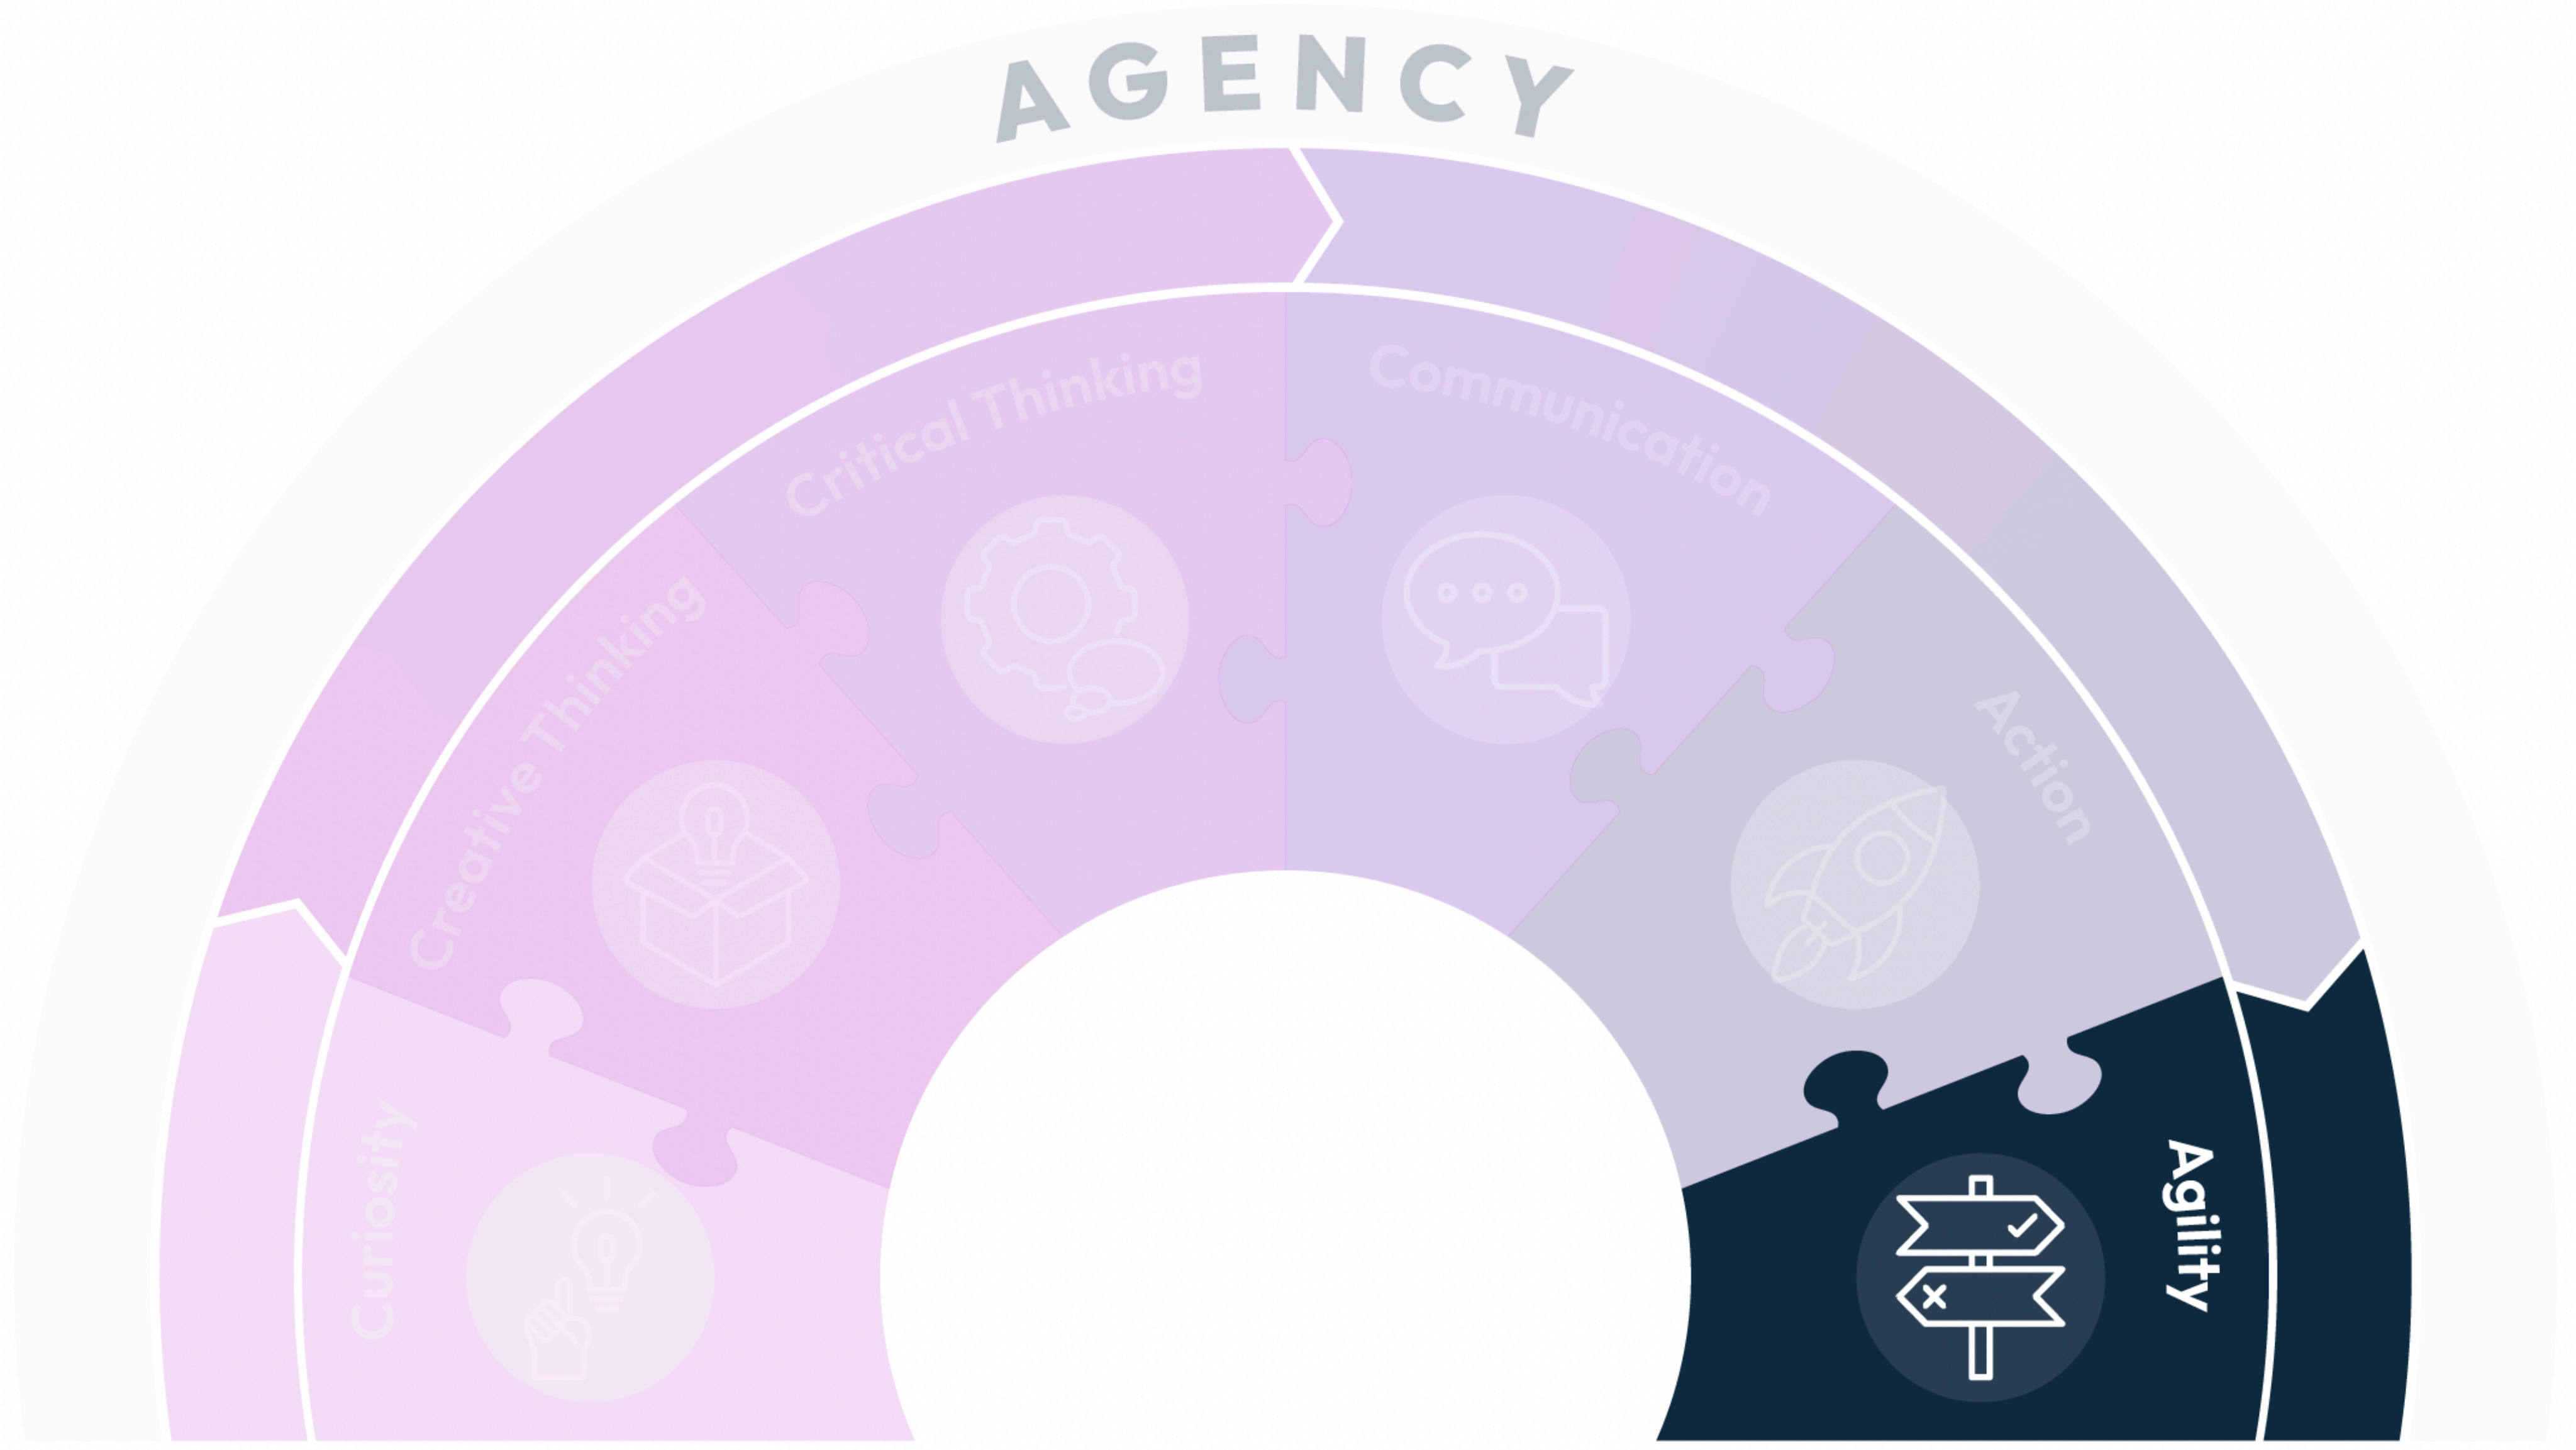 AGENCY
Curiosity
Creative Thinking
Critical Thinking
Communication
Action
Agility